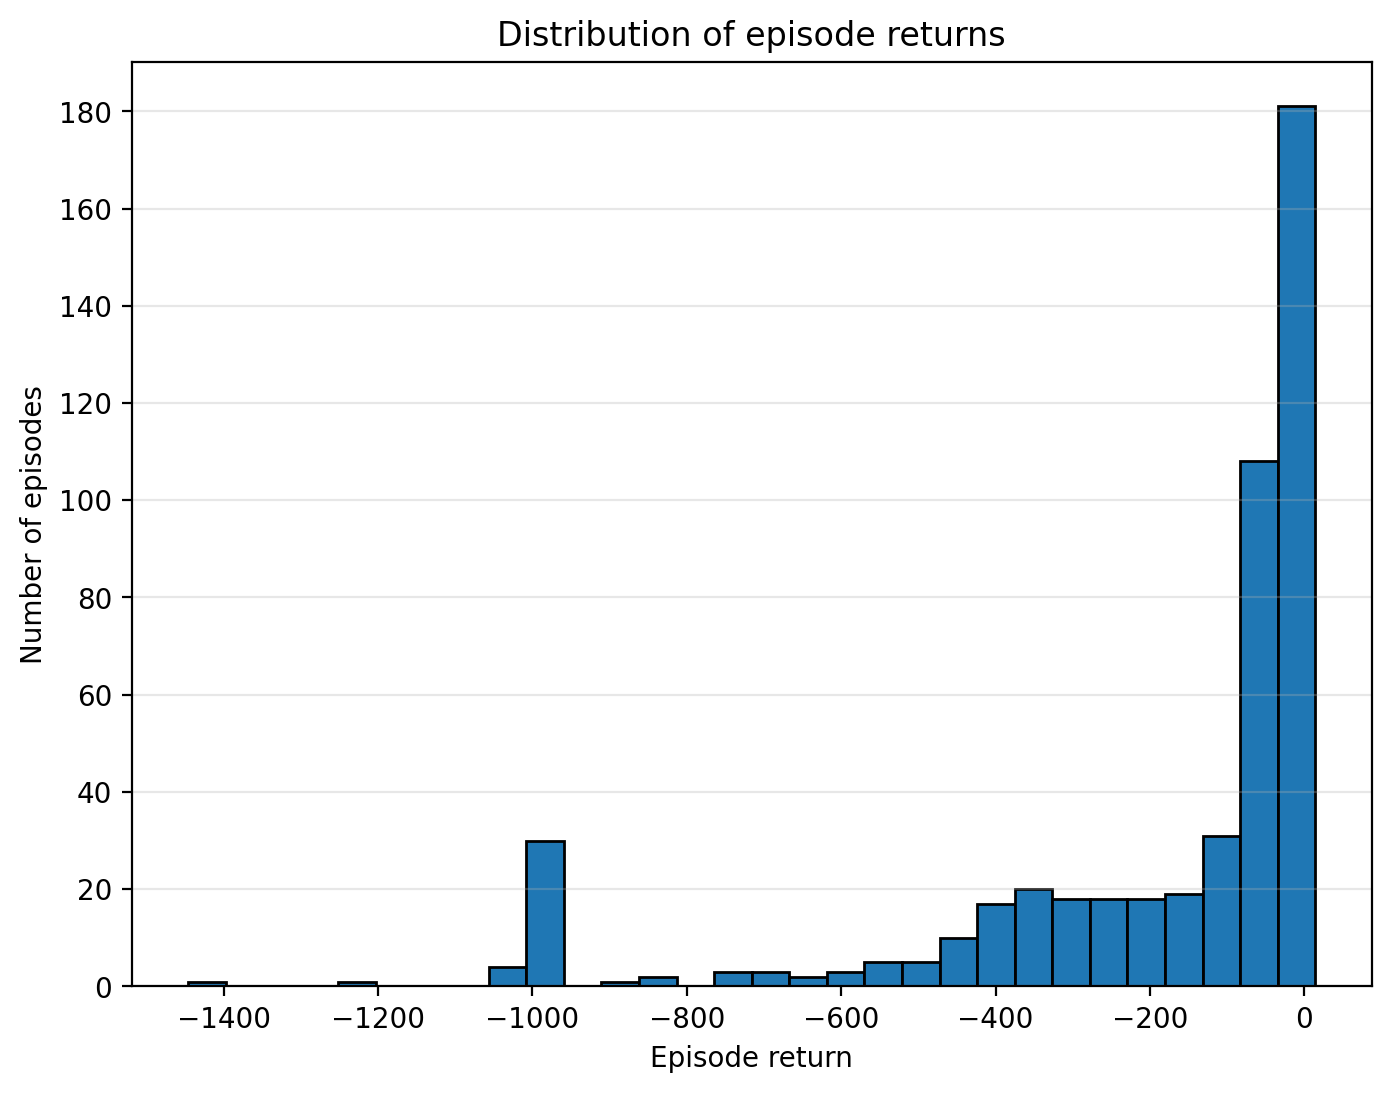 Distribution of episode returns
180
160
140
120
100
80
60
40
20
0
Number of episodes
−1400 −1200 −1000 −800 −600 −400 −200 0
Episode return